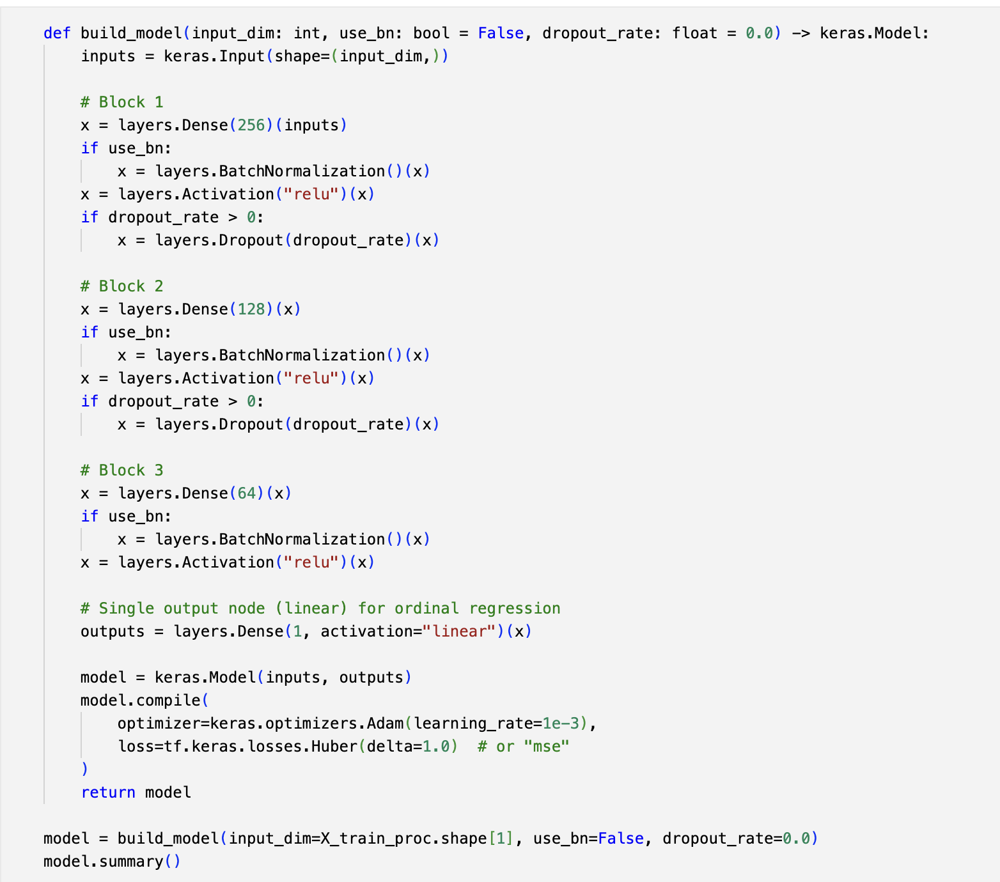 def build_model(input_dim: int, use_bn: bool = False, dropout_rate: float = 0.0) -> keras.Model:
    inputs = keras.Input(shape=(input_dim,))

    # Block 1
    x = layers.Dense(256)(inputs)
    if use_bn:
        x = layers.BatchNormalization()(x)
    x = layers.Activation("relu")(x)
    if dropout_rate > 0:
        x = layers.Dropout(dropout_rate)(x)

    # Block 2
    x = layers.Dense(128)(x)
    if use_bn:
        x = layers.BatchNormalization()(x)
    x = layers.Activation("relu")(x)
    if dropout_rate > 0:
        x = layers.Dropout(dropout_rate)(x)

    # Block 3
    x = layers.Dense(64)(x)
    if use_bn:
        x = layers.BatchNormalization()(x)
    x = layers.Activation("relu")(x)

    # Single output node (linear) for ordinal regression
    outputs = layers.Dense(1, activation="linear")(x)

    model = keras.Model(inputs, outputs)
    model.compile(
        optimizer=keras.optimizers.Adam(learning_rate=1e-3),
        loss=tf.keras.losses.Huber(delta=1.0)  # or "mse"
    )
    return model

model = build_model(input_dim=X_train_proc.shape[1], use_bn=False, dropout_rate=0.0)
model.summary()